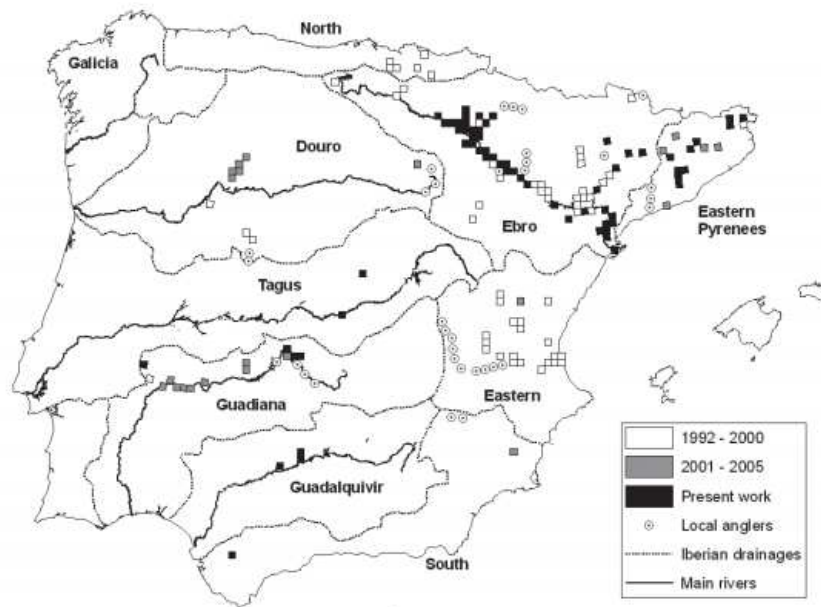 North
Galicia
Douro
Ebro
Eastern
Pyrenees
Tagus
Guadiana
Eastern
Guadalquivir
South
1992 - 2000
2001 - 2005
Present work
Local anglers
Iberian drainages
Main rivers